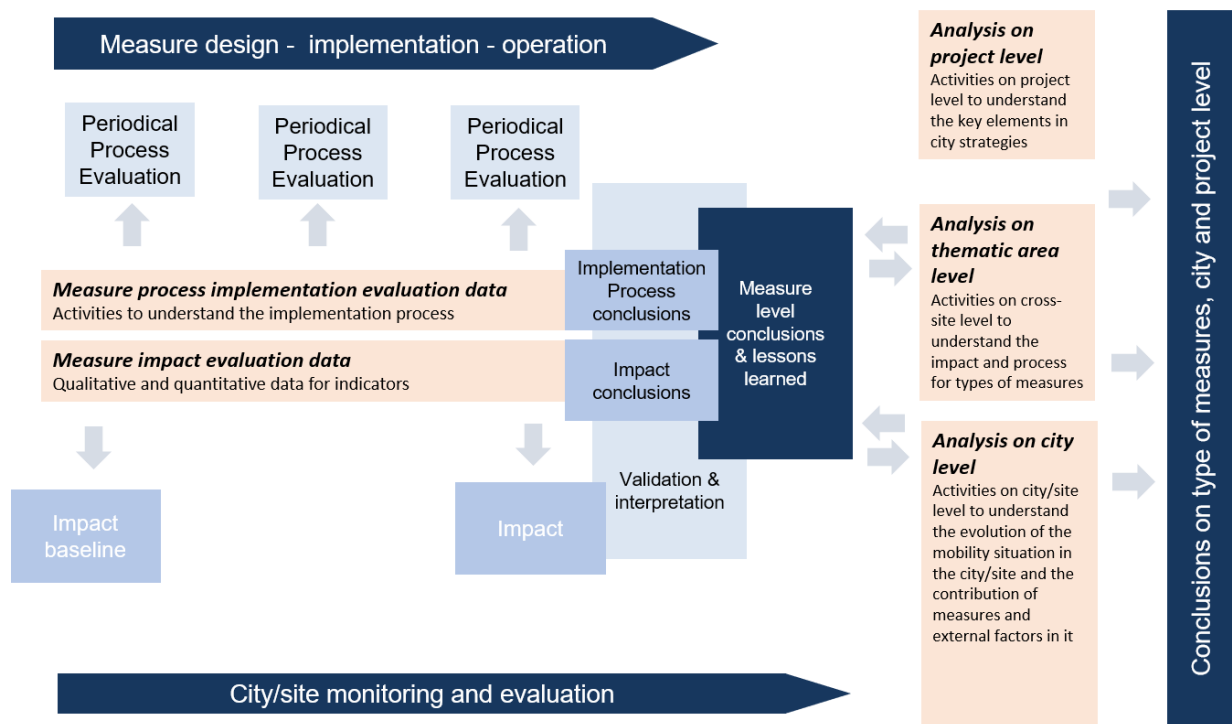 Measure design - implementation - operation
Periodical
Process
Evaluation
Periodical
Process
Evaluation
Periodical
Process
Evaluation
Measure process implementation evaluation data
Activities to understand the implementation process
Measure impact evaluation data
Qualitative and quantitative data for indicators
Implementation
Process
conclusions
Impact
conclusions
Measure
level
conclusions
& lessons
learned
Validation &
interpretation
Impact
baseline
Impact
City/site monitoring and evaluation
Analysis on
project level
Activities on project
level to understand
the key elements in
city strategies
Analysis on
thematic area
level
Activities on cross-
site level to
understand the
impact and process
for types of measures
Analysis on city
level
Activities on city/site
level to understand
the evolution of the
mobility situation in
the city/site and the
contribution of
measures and
external factors in it
Conclusions on type of measures, city and project level